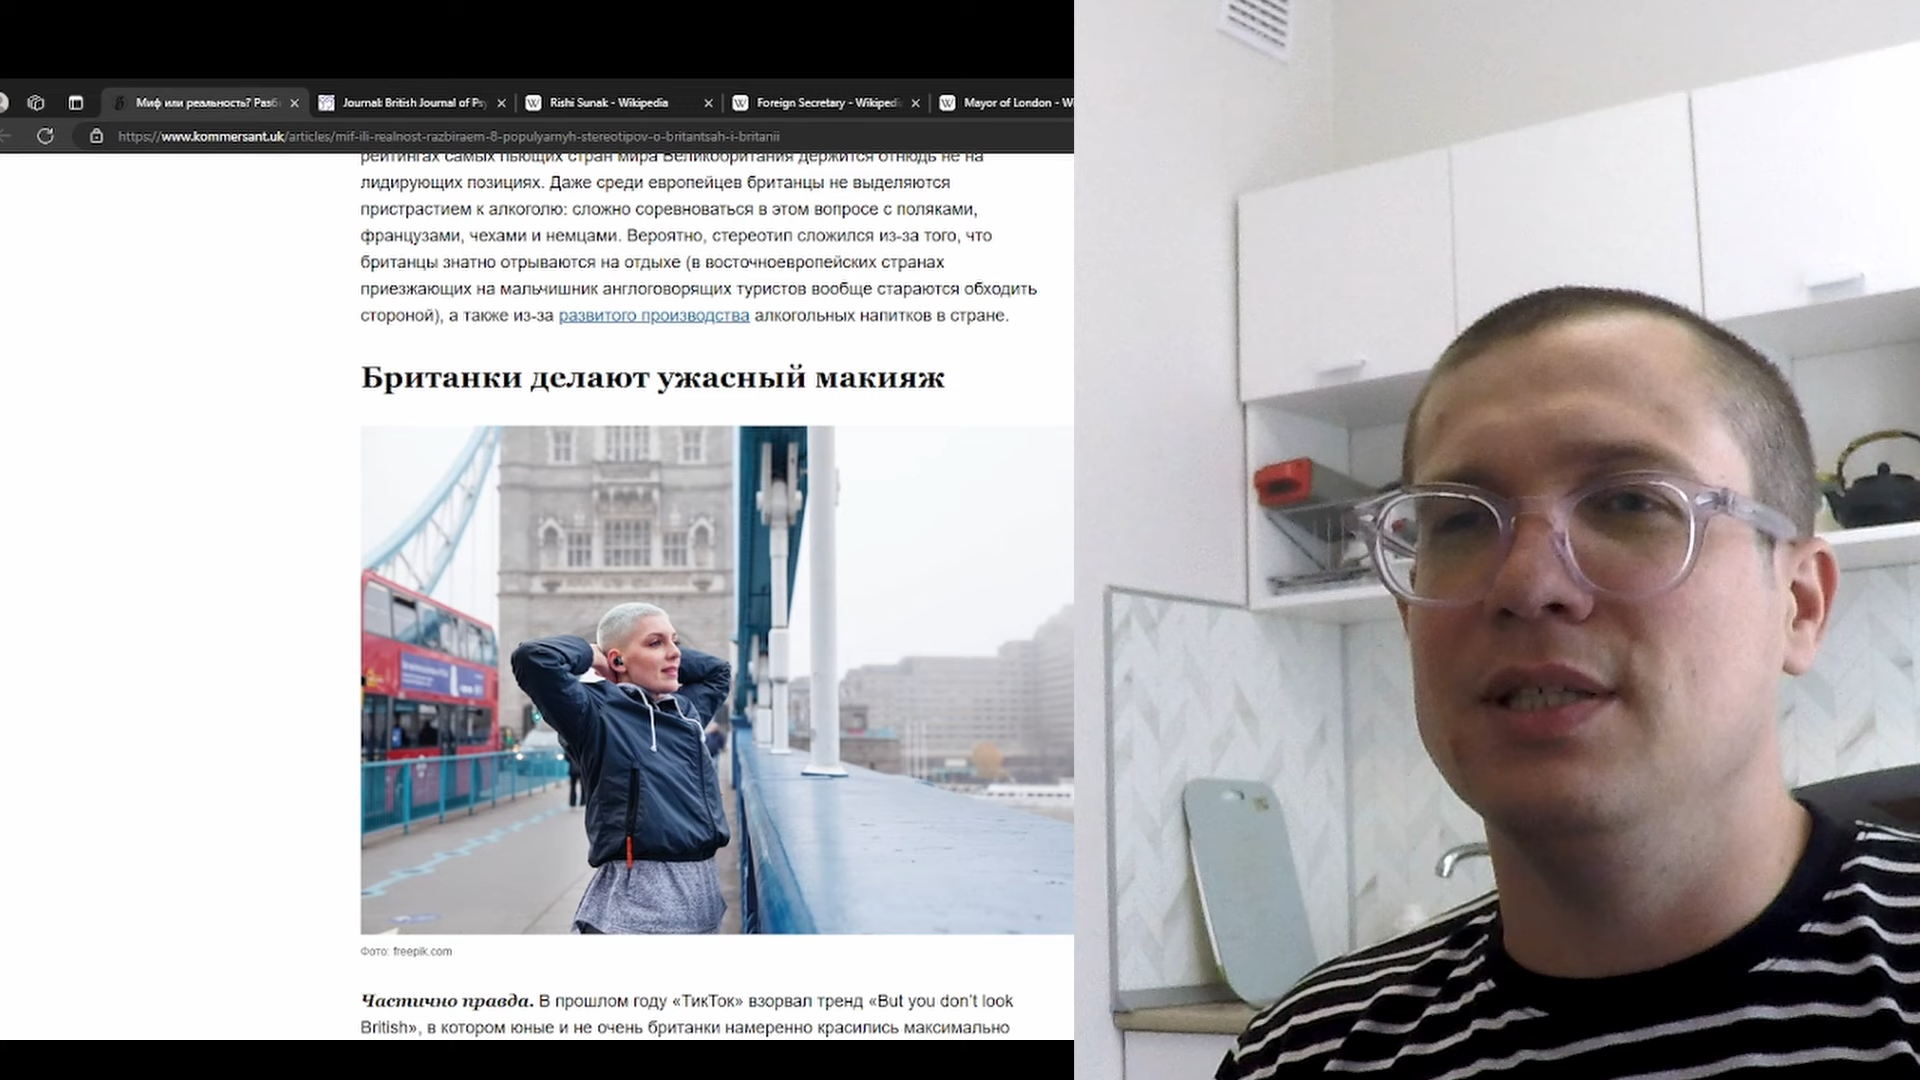 Миф или реальность? Разб
Journal: British Journal of Psy
Rishi Sunak - Wikipedia
Foreign Secretary - Wikipedi
Mayor of London - W
https://www.kommersant.uk/articles/mif-ili-realnost-razbiraem-8-populyarnyh-stereotipov-o-britantsah-i-britanii
рейтингах самых пьющих стран мира Великобритания держится отнюдь не на
лидирующих позициях. Даже среди европейцев британцы не выделяются
пристрастием к алкоголю: сложно соревноваться в этом вопросе с поляками,
французами, чехами и немцами. Вероятно, стереотип сложился из-за того, что
британцы знатно отрываются на отдыхе (в восточноевропейских странах
приезжающих на мальчишник англоговорящих туристов вообще стараются обходить
стороной), а также из-за развитого производства алкогольных напитков в стране.
Британки делают ужасный макияж
Фото: freepik.com
Частично правда. В прошлом году «ТикТок» взорвал тренд «But you don't look
British», в котором юные и не очень британки намеренно красились максимально